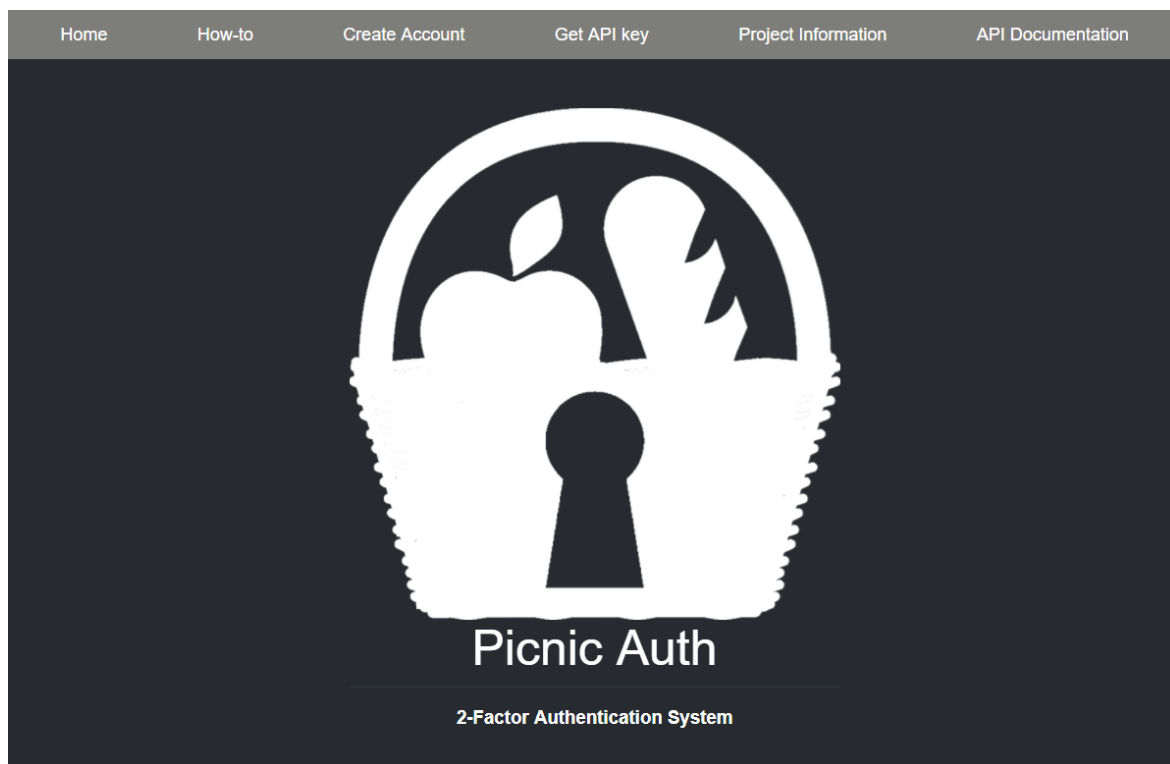 Home How-to Create Account Get API key Project Information API Documentation
Picnic Auth
2-Factor Authentication System